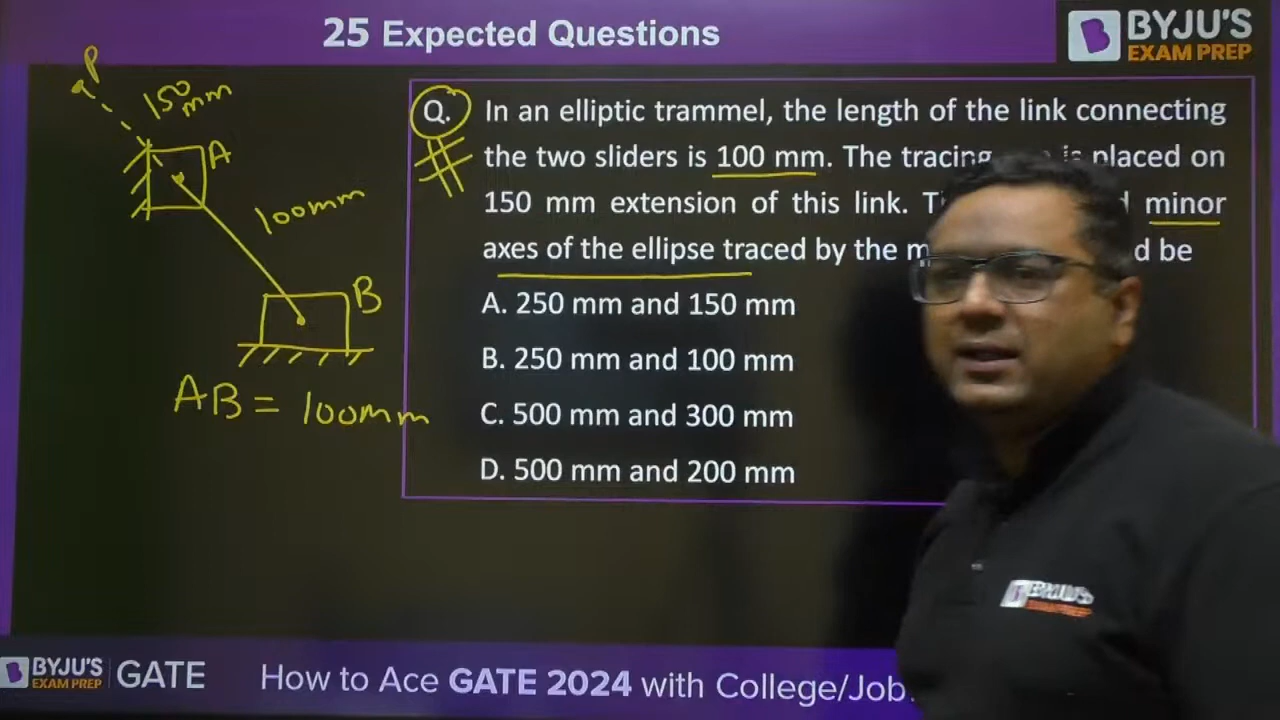 25 Expected Questions
BYJU'S
EXAM PREP
P
150 mm
A
100mm
B
AB = 100mm
Q. In an elliptic trammel, the length of the link connecting
the two sliders is 100 mm. The tracing is placed on
150 mm extension of this link. minor
axes of the ellipse traced by the be
A. 250 mm and 150 mm
B. 250 mm and 100 mm
C. 500 mm and 300 mm
D. 500 mm and 200 mm
BYJU'S
EXAM PREP
BYJU'S
EXAM PREP
GATE
How to Ace GATE 2024 with College/Job